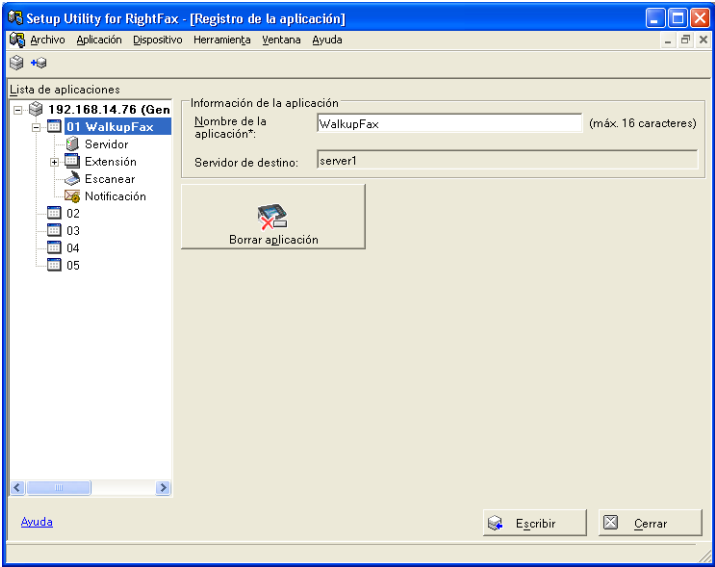 Setup Utility for RightFax - [Registro de la aplicación]
Archivo Aplicación Dispositivo Herramienta Ventana Ayuda
Lista de aplicaciones
192.168.14.76 (Gen
01 WalkupFax
Servidor
Extensión
Escanear
Notificación
02
03
04
05
Información de la aplicación
Nombre de la aplicación*:
WalkupFax
(máx. 16 caracteres)
Servidor de destino:
server1
Borrar aplicación
Ayuda
Escribir
Cerrar